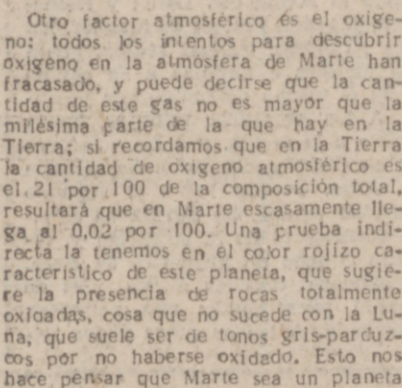 Otro factor atmosférico es el oxíge-
no: todos los intentos para descubrir
oxígeno en la atmósfera de Marte han
fracasado, y puede decirse que la can-
tidad de este gas no es mayor que la
milésima parte de la que hay en la
Tierra; si recordamos que en la Tierra
la cantidad de oxígeno atmosférico es
el 21 por 100 de la composición total,
resultará que en Marte escasamente lle-
ga al 0,02 por 100. Una prueba indi-
recta la tenemos en el color rojizo ca-
racterístico de este planeta, que sugie-
re la presencia de rocas totalmente
oxidadas, cosa que no sucede con la Lu-
na, que suele ser de tonos gris-parduz-
cos por no haberse oxidado. Esto nos
hace pensar que Marte sea un planeta